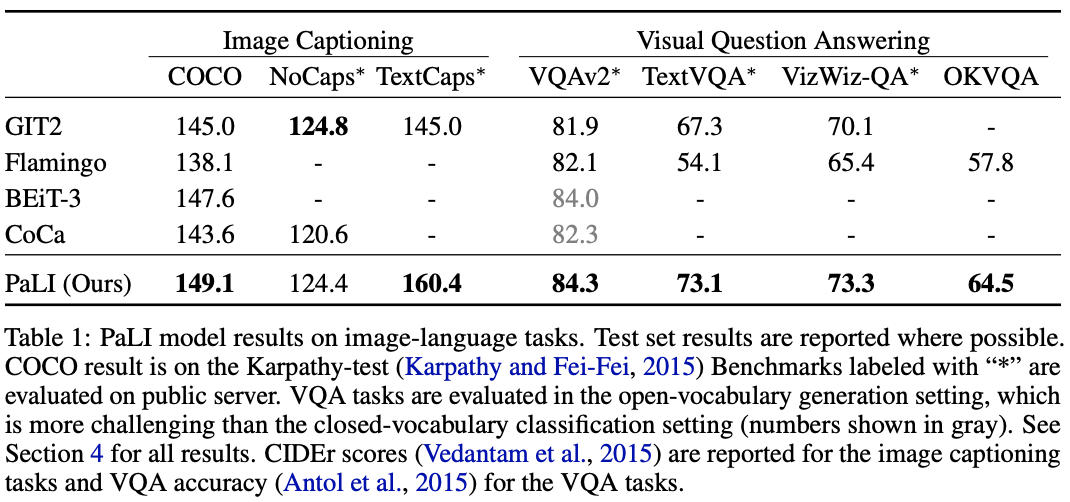 Image Captioning Visual Question Answering
COCO NoCaps* TextCaps* VQAv2* TextVQA* VizWiz-QA* OKVQA
GIT2 145.0 124.8 145.0 81.9 67.3 70.1 -
Flamingo 138.1 - - 82.1 54.1 65.4 57.8
BEiT-3 147.6 - - 84.0 - - -
CoCa 143.6 120.6 - 82.3 - - -
PaLI (Ours) 149.1 124.4 160.4 84.3 73.1 73.3 64.5
Table 1: PaLI model results on image-language tasks. Test set results are reported where possible.
COCO result is on the Karpathy-test (Karpathy and Fei-Fei, 2015) Benchmarks labeled with “*” are
evaluated on public server. VQA tasks are evaluated in the open-vocabulary generation setting, which
is more challenging than the closed-vocabulary classification setting (numbers shown in gray). See
Section 4 for all results. CIDEr scores (Vedantam et al., 2015) are reported for the image captioning
tasks and VQA accuracy (Antol et al., 2015) for the VQA tasks.